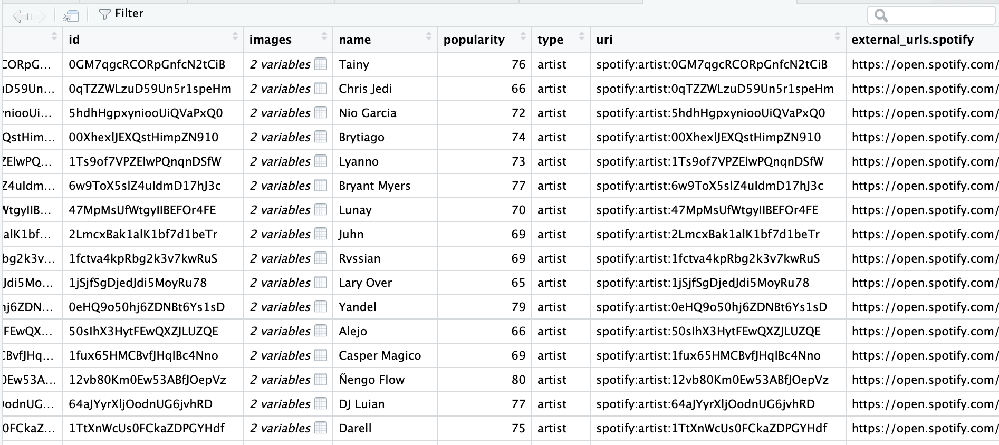 Filter
id images name popularity type uri external_urls.spotify
CORpG... 0GM7qgcRCORpGnfcN2tCiB 2 variables Tainy 76 artist spotify:artist:0GM7qgcRCORpGnfcN2tCiB https://open.spotify.com/
D59Un... 0qTZZWLzuD59Un5r1speHm 2 variables Chris Jedi 66 artist spotify:artist:0qTZZWLzuD59Un5r1speHm https://open.spotify.com/
niooUi... 5hdhHgpxyniooUiQVaPxQ0 2 variables Nio Garcia 72 artist spotify:artist:5hdhHgpxyniooUiQVaPxQ0 https://open.spotify.com/
QstHim... 00XhexlJEXQstHimpZN910 2 variables Brytiago 74 artist spotify:artist:00XhexlJEXQstHimpZN910 https://open.spotify.com/
ZElwPQ... 1Ts9of7VPZElwPQnqnDSfW 2 variables Lyanno 73 artist spotify:artist:1Ts9of7VPZElwPQnqnDSfW https://open.spotify.com/
Z4uIdm... 6w9ToX5slZ4uIdmD17hJ3c 2 variables Bryant Myers 77 artist spotify:artist:6w9ToX5slZ4uIdmD17hJ3c https://open.spotify.com/
WtgyIIB... 47MpMsUfWtgyIIBEFOr4FE 2 variables Lunay 70 artist spotify:artist:47MpMsUfWtgyIIBEFOr4FE https://open.spotify.com/
alK1bf... 2LmcxBak1alK1bf7d1beTr 2 variables Juhn 69 artist spotify:artist:2LmcxBak1alK1bf7d1beTr https://open.spotify.com/
bg2k3v... 1fctva4kpRbg2k3v7kwRuS 2 variables Rvssian 69 artist spotify:artist:1fctva4kpRbg2k3v7kwRuS https://open.spotify.com/
Jdi5Mo... 1jSjfSgDjedJdi5MoyRu78 2 variables Lary Over 65 artist spotify:artist:1jSjfSgDjedJdi5MoyRu78 https://open.spotify.com/
hj6ZDN... 0eHQ9o50hj6ZDNBt6Ys1sD 2 variables Yandel 79 artist spotify:artist:0eHQ9o50hj6ZDNBt6Ys1sD https://open.spotify.com/
FEwQX... 50sIhX3HytFEwQXZJLUZQE 2 variables Alejo 66 artist spotify:artist:50sIhX3HytFEwQXZJLUZQE https://open.spotify.com/
CBvfJHq... 1fux65HMCBvfJHqlBc4Nno 2 variables Casper Magico 69 artist spotify:artist:1fux65HMCBvfJHqlBc4Nno https://open.spotify.com/
0Ew53A... 12vb80Km0Ew53ABfJOepVz 2 variables Ñengo Flow 80 artist spotify:artist:12vb80Km0Ew53ABfJOepVz https://open.spotify.com/
odnUG... 64aJYyrXljOodnUG6jvhRD 2 variables DJ Luian 77 artist spotify:artist:64aJYyrXljOodnUG6jvhRD https://open.spotify.com/
0FCkaZ... 1TtXnWcUs0FCkaZDPGYHdf 2 variables Darell 75 artist spotify:artist:1TtXnWcUs0FCkaZDPGYHdf https://open.spotify.com/